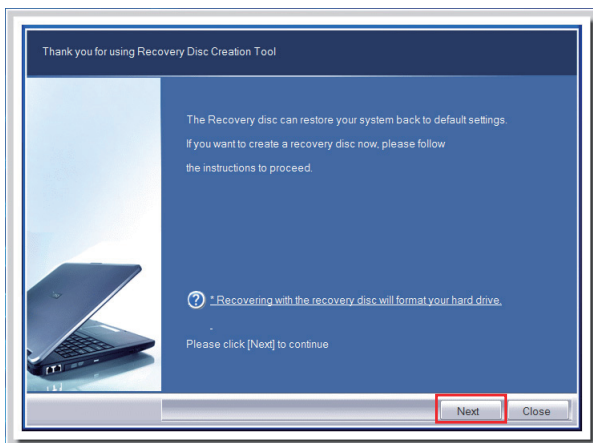 Thank you for using Recovery Disc Creation Tool
The Recovery disc can restore your system back to default settings.
If you want to create a recovery disc now, please follow
the instructions to proceed.
* Recovering with the recovery disc will format your hard drive.
.
Please click [Next] to continue
Next Close